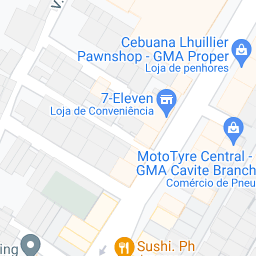 Cebuana Lhuillier
Pawnshop - GMA Proper
Loja de penhores
7-Eleven
Loja de Conveniência
MotoTyre Central -
GMA Cavite Branch
Comércio de Pneu
Sushi. Ph